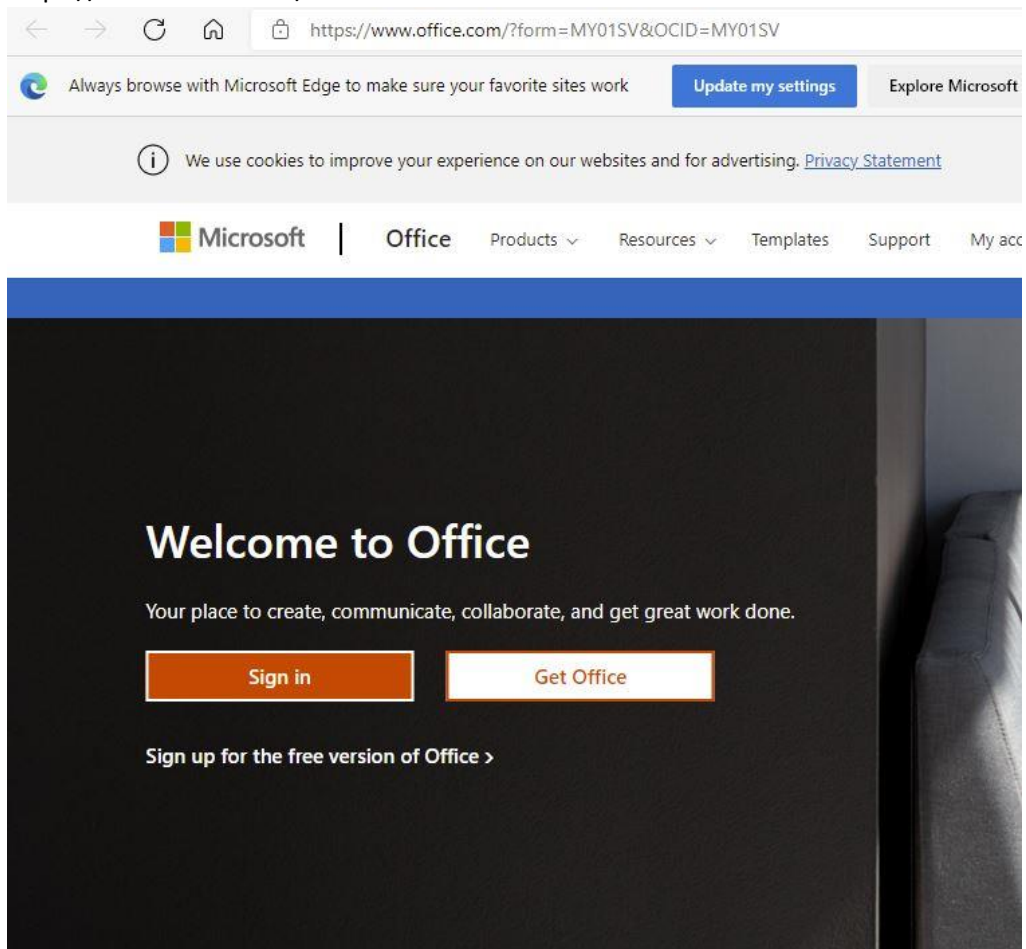 https://www.office.com/?form=MY01SV&OCID=MY01SV
Always browse with Microsoft Edge to make sure your favorite sites work Update my settings Explore Microsoft
We use cookies to improve your experience on our websites and for advertising. Privacy Statement
Microsoft Office Products Resources Templates Support My acc
Welcome to Office
Your place to create, communicate, collaborate, and get great work done.
Sign in Get Office
Sign up for the free version of Office >